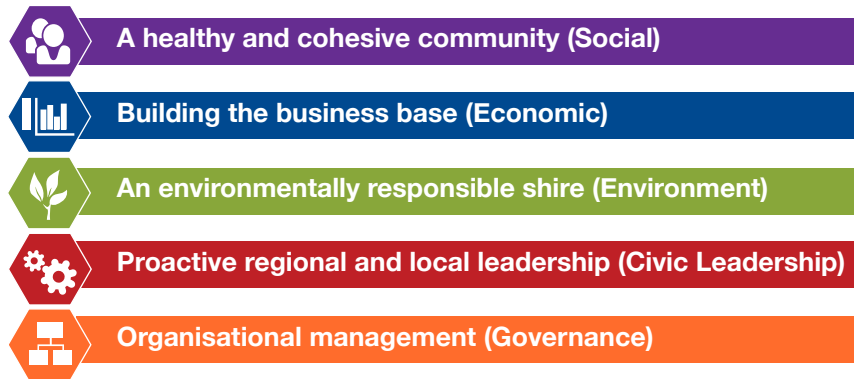 A healthy and cohesive community (Social)
Building the business base (Economic)
An environmentally responsible shire (Environment)
Proactive regional and local leadership (Civic Leadership)
Organisational management (Governance)